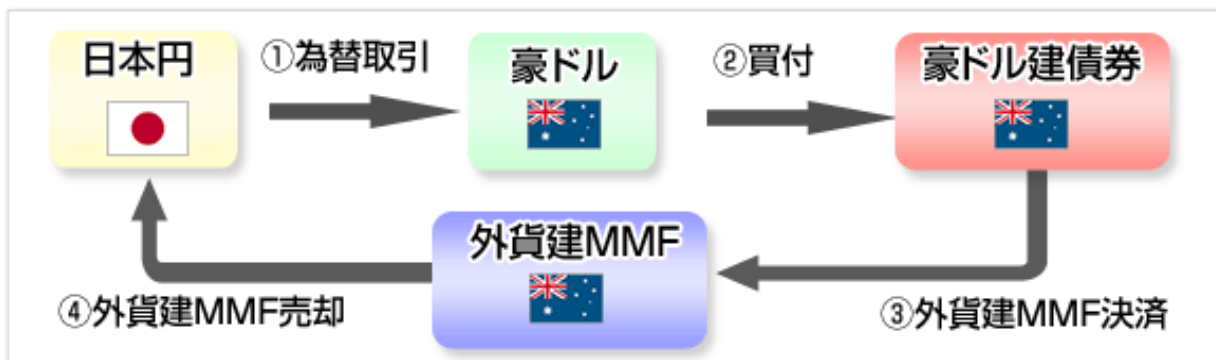 日本円
①為替取引
豪ドル
②買付
豪ドル建債券
外貨建MMF
④外貨建MMF売却
③外貨建MMF決済